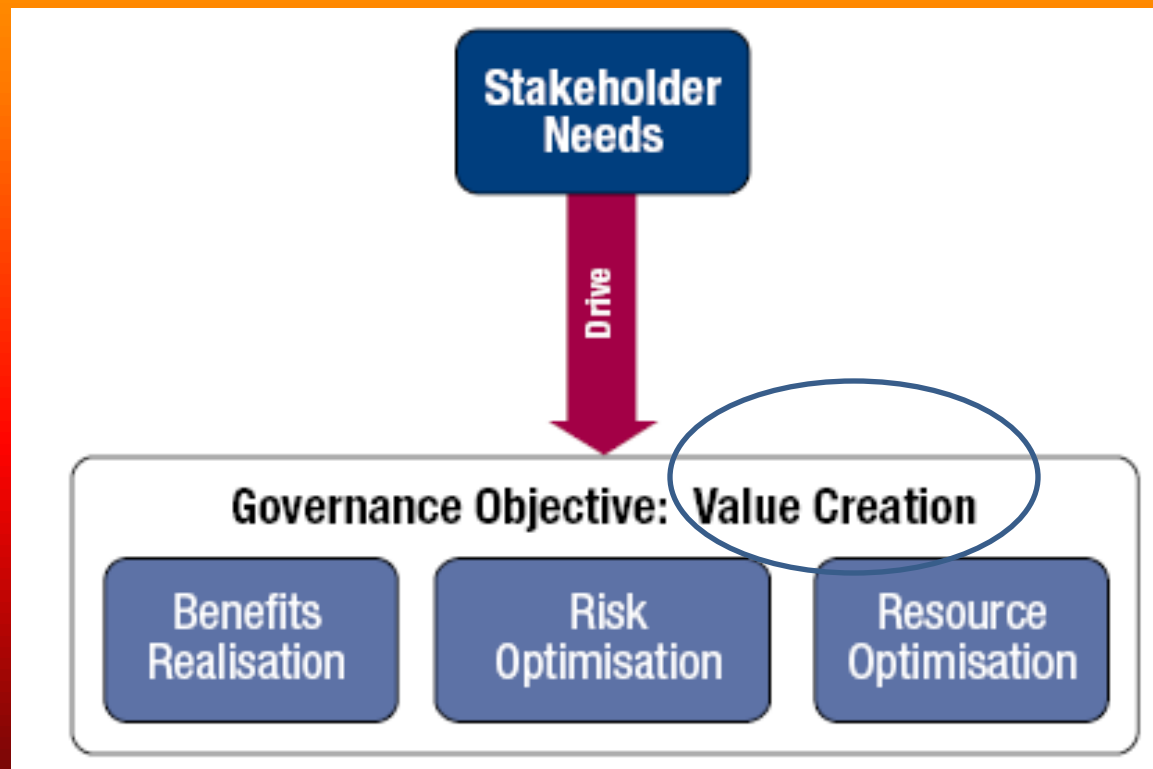 Stakeholder
Needs
Drive
Governance Objective: Value Creation
Benefits
Realisation
Risk
Optimisation
Resource
Optimisation